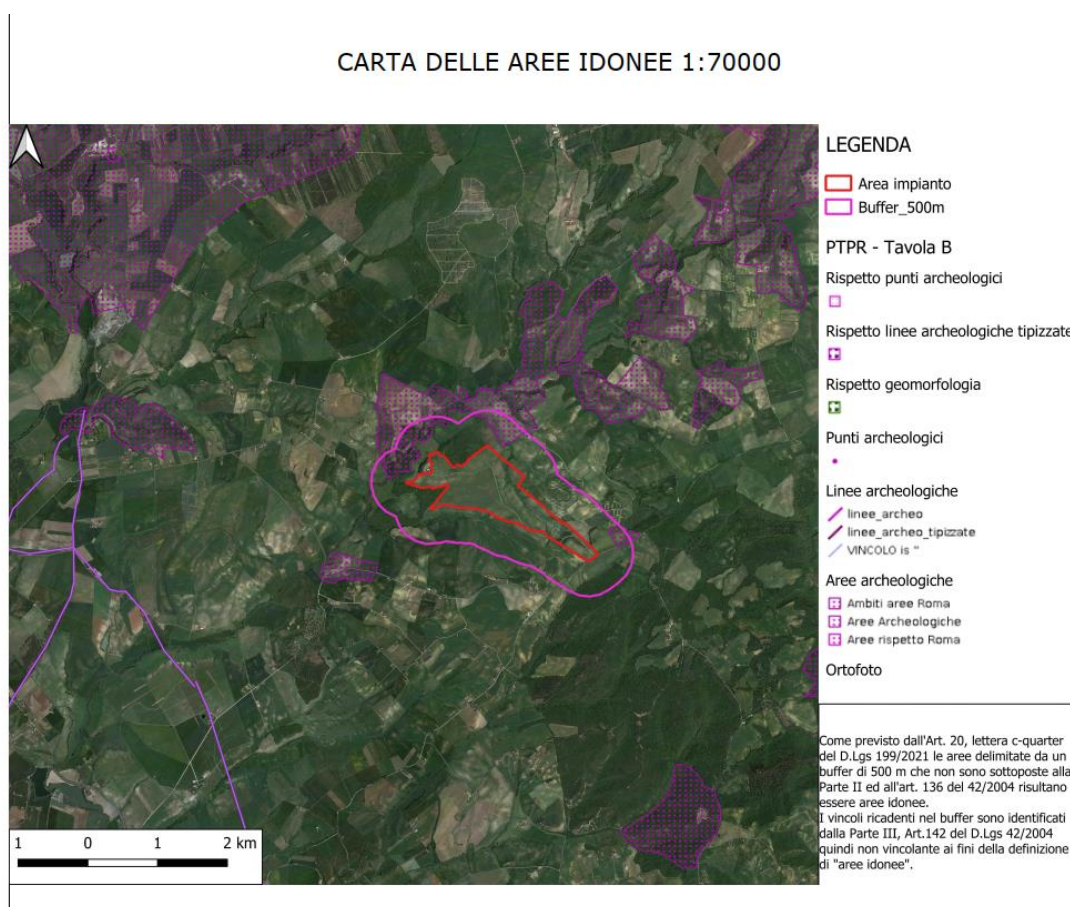 CARTA DELLE AREE IDONEE 1:70000
LEGENDA
Area impianto
Buffer_500m
PTPR - Tavola B
Rispetto punti archeologici
Rispetto linee archeologiche tipizzate
Rispetto geomorfologia
Punti archeologici
Linee archeologiche
linee_archeo
linee_archeo_tipizzate
VINCOLO is "
Aree archeologiche
Ambiti aree Roma
Aree Archeologiche
Aree rispetto Roma
Ortofoto
Come previsto dall'Art. 20, lettera c-quarter
del D.Lgs 199/2021 le aree delimitate da un
buffer di 500 m che non sono sottoposte alla
Parte II ed all'art. 136 del 42/2004 risultano
essere aree idonee.
I vincoli ricadenti nel buffer sono identificati
dalla Parte III, Art.142 del D.Lgs 42/2004
quindi non vincolante ai fini della definizione
di "aree idonee".
1 0 1 2 km